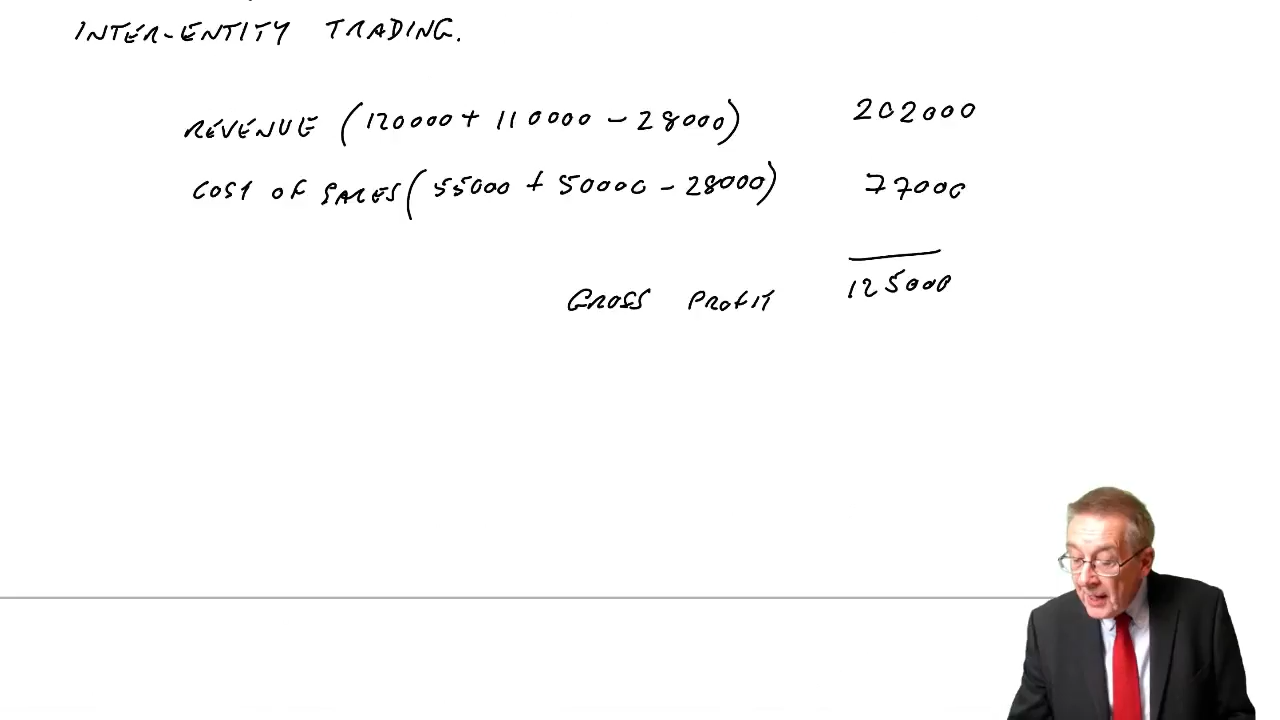 INTER-ENTITY TRADING.
REVENUE (120000 + 110000 - 28000) 202000
COST OF SALES (55000 + 50000 - 28000) 77000
GROSS PROFIT 125000